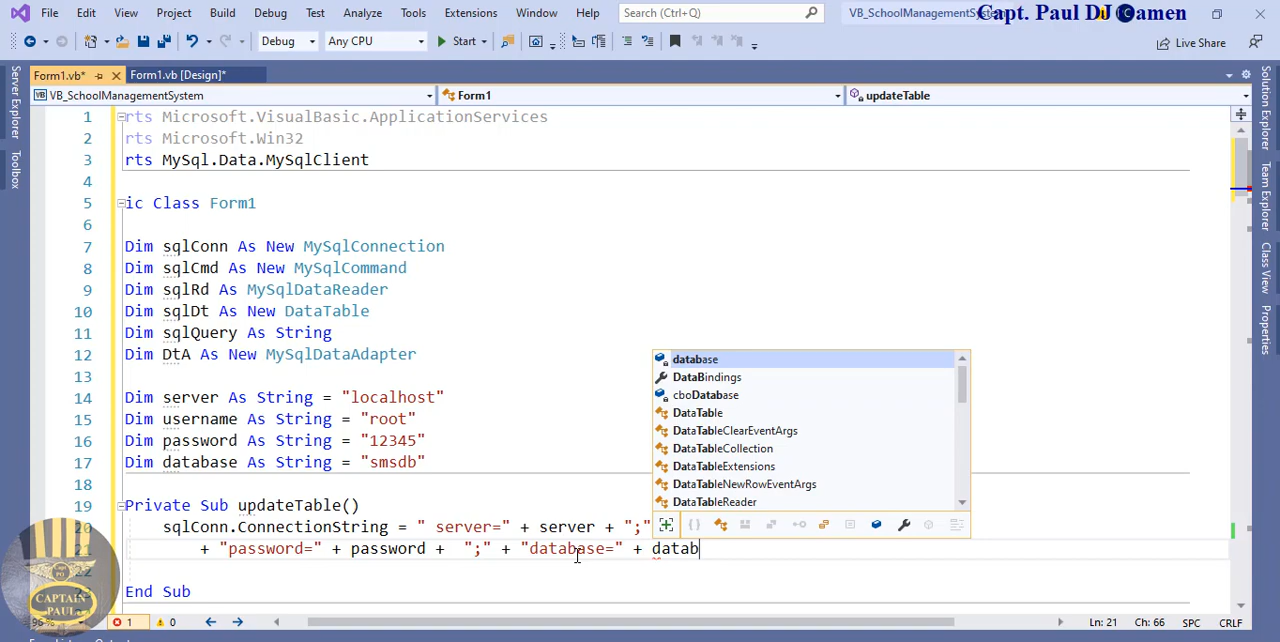 File Edit View Project Build Debug Test Analyze Tools Extensions Window Help Search (Ctrl+Q) VB_SchoolManagementSystem
Capt. Paul DJ Oamen
Debug Any CPU Start Live Share
Form1.vb* Form1.vb [Design]*
VB_SchoolManagementSystem Form1 updateTable
Server Explorer
Toolbox
Solution Explorer
Team Explorer
Class View
Properties
1 rts Microsoft.VisualBasic.ApplicationServices
2 rts Microsoft.Win32
3 rts MySql.Data.MySqlClient
4
5 ic Class Form1
6
7 Dim sqlConn As New MySqlConnection
8 Dim sqlCmd As New MySqlCommand
9 Dim sqlRd As MySqlDataReader
10 Dim sqlDt As New DataTable
11 Dim sqlQuery As String
12 Dim DtA As New MySqlDataAdapter
13
14 Dim server As String = "localhost"
15 Dim username As String = "root"
16 Dim password As String = "12345"
17 Dim database As String = "smsdb"
18
19 Private Sub updateTable()
20 sqlConn.ConnectionString = " server=" + server + ";"
21 + "password=" + password + ";" + "database=" + datab
End Sub
database
DataBindings
cboDatabase
DataTable
DataTableClearEventArgs
DataTableCollection
DataTableExtensions
DataTableNewRowEventArgs
DataTableReader
CAPTAIN
PAUL
1 0 Ln: 21 Ch: 66 SPC CRLF